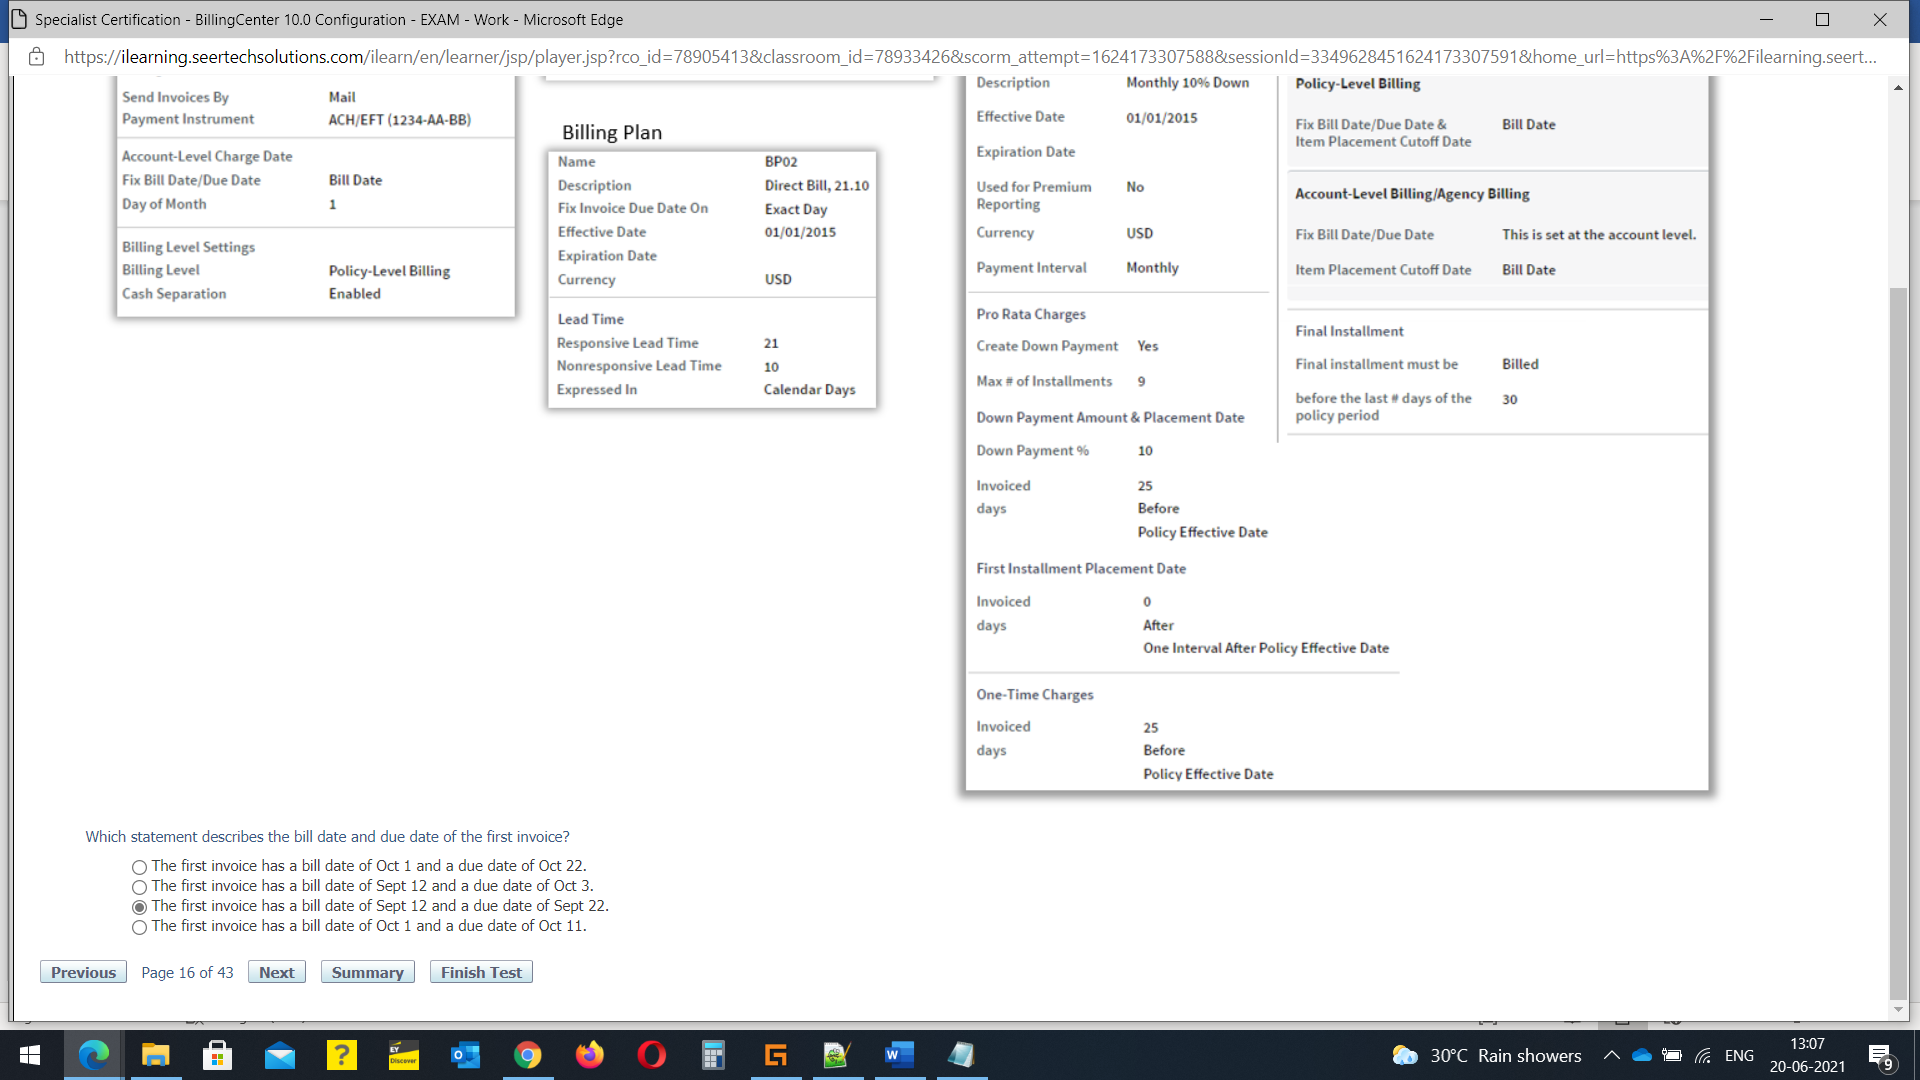 Specialist Certification - BillingCenter 10.0 Configuration - EXAM - Work - Microsoft Edge
https://ilearning.seertechsolutions.com/ilearn/en/learner/jsp/player.jsp?rco_id=78905413&classroom_id=78933426&scorm_attempt=1624173307588&sessionId=3349628451624173307591&home_url=https%3A%2F%2Filearning.seert...
Send Invoices By Mail
Payment Instrument ACH/EFT (1234-AA-BB)
Account-Level Charge Date
Fix Bill Date/Due Date Bill Date
Day of Month 1
Billing Level Settings
Billing Level Policy-Level Billing
Cash Separation Enabled
Billing Plan
Name BP02
Description Direct Bill, 21.10
Fix Invoice Due Date On Exact Day
Effective Date 01/01/2015
Expiration Date
Currency USD
Lead Time
Responsive Lead Time 21
Nonresponsive Lead Time 10
Expressed In Calendar Days
Description Monthly 10% Down
Effective Date 01/01/2015
Expiration Date
Used for Premium No
Reporting
Currency USD
Payment Interval Monthly
Pro Rata Charges
Create Down Payment Yes
Max # of Installments 9
Down Payment Amount & Placement Date
Down Payment % 10
Invoiced 25
days Before
Policy Effective Date
First Installment Placement Date
Invoiced 0
days After
One Interval After Policy Effective Date
One-Time Charges
Invoiced 25
days Before
Policy Effective Date
Policy-Level Billing
Fix Bill Date/Due Date & Bill Date
Item Placement Cutoff Date
Account-Level Billing/Agency Billing
Fix Bill Date/Due Date This is set at the account level.
Item Placement Cutoff Date Bill Date
Final Installment
Final installment must be Billed
before the last # days of the 30
policy period
Which statement describes the bill date and due date of the first invoice?
The first invoice has a bill date of Oct 1 and a due date of Oct 22.
The first invoice has a bill date of Sept 12 and a due date of Oct 3.
The first invoice has a bill date of Sept 12 and a due date of Sept 22.
The first invoice has a bill date of Oct 1 and a due date of Oct 11.
Previous Page 16 of 43 Next Summary Finish Test
30°C Rain showers ENG
13:07
20-06-2021
9
EY
Discover